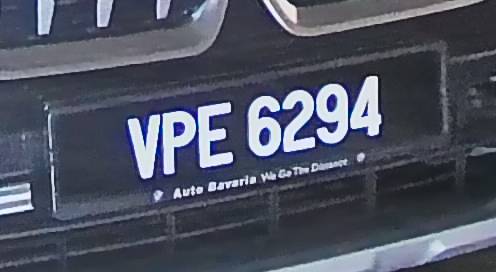 VPE 6294
Auto Bavaria We Go The Distance